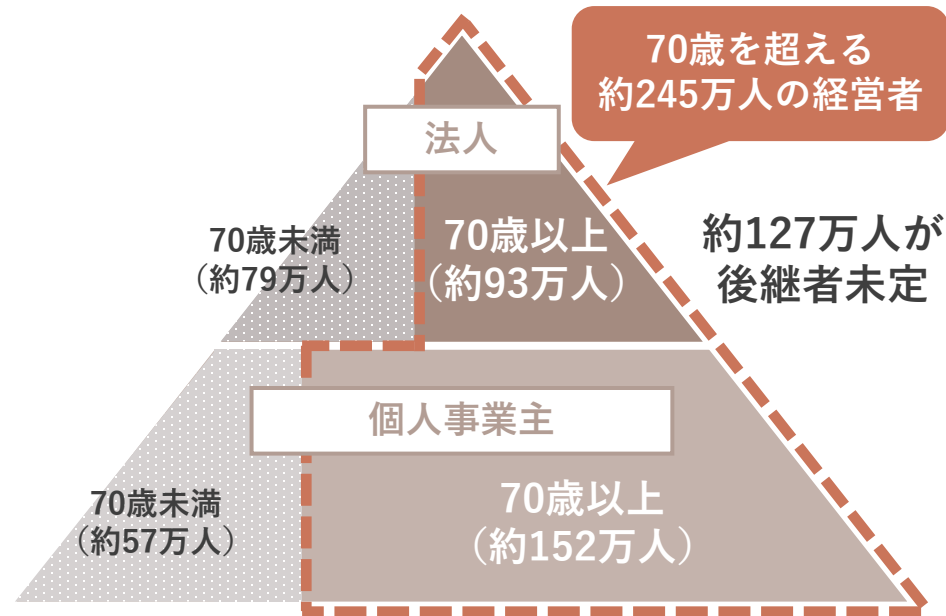 70歳を超える
約245万人の経営者
法人
70歳未満
（約79万人）
70歳以上
（約93万人）
約127万人が
後継者未定
個人事業主
70歳未満
（約57万人）
70歳以上
（約152万人）